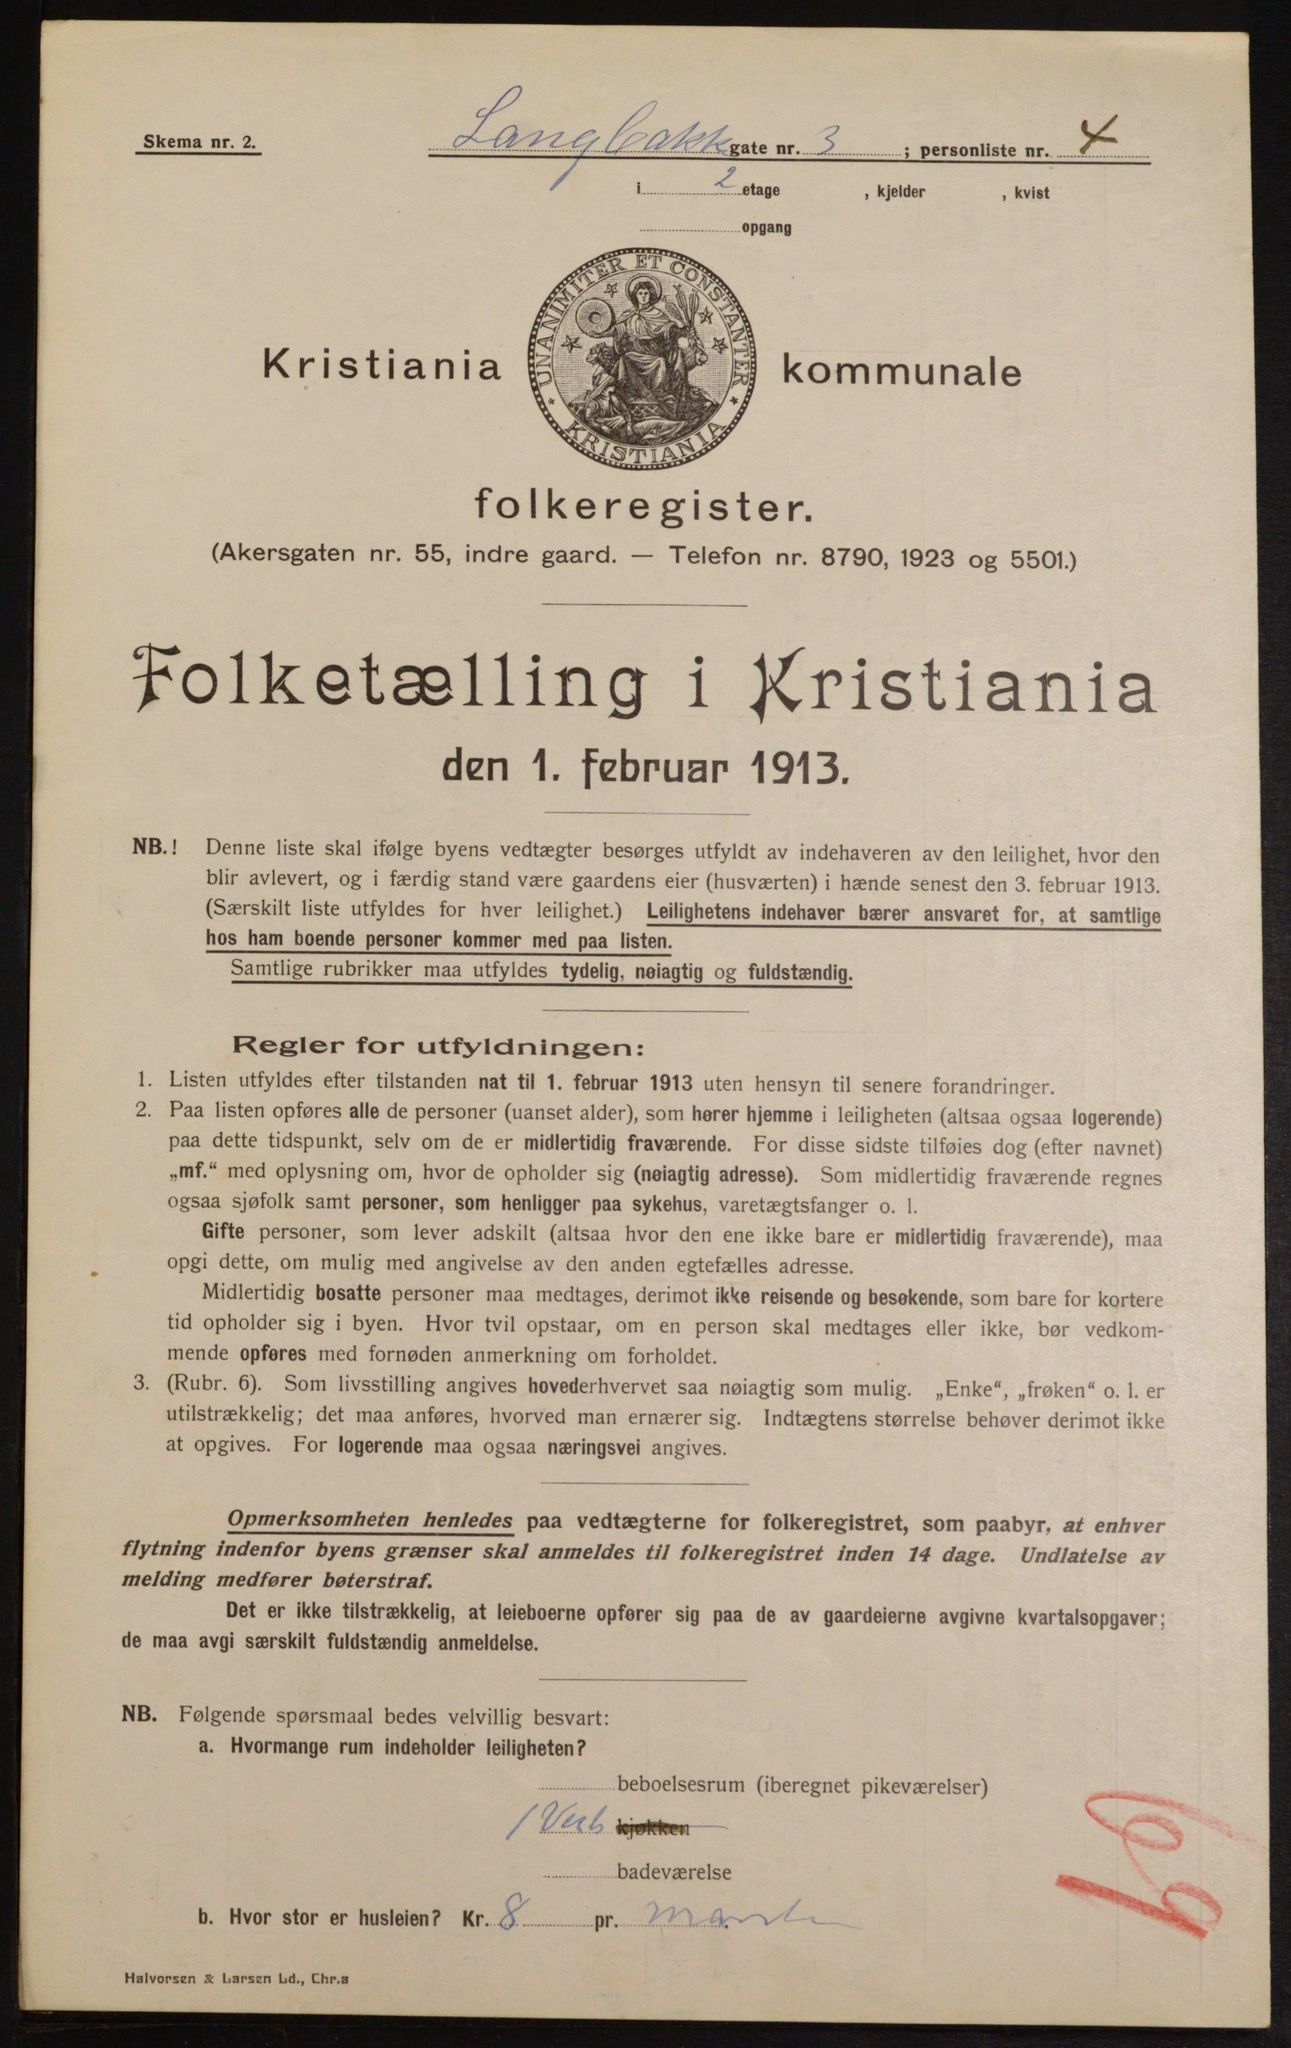 Skema nr. 2.
Langbakk gate nr. 3 ; personliste nr. 4
i 2 etage , kjelder , kvist
opgang
UNANIMITER ET CONSTANTER
KRISTIANIA
Kristiania kommunale
folkeregister.
(Akersgaten nr. 55, indre gaard. — Telefon nr. 8790, 1923 og 5501.)
Folketælling i Kristiania
den 1. februar 1913.
NB.! Denne liste skal ifølge byens vedtægter besørges utfyldt av indehaveren av den leilighet, hvor den
blir avlevert, og i færdig stand være gaardens eier (husværten) i hænde senest den 3. februar 1913.
(Særskilt liste utfyldes for hver leilighet.) Leilighetens indehaver bærer ansvaret for, at samtlige
hos ham boende personer kommer med paa listen.
Samtlige rubrikker maa utfyldes tydelig, nøiagtig og fuldstændig.
Regler for utfyldningen:
1. Listen utfyldes efter tilstanden nat til 1. februar 1913 uten hensyn til senere forandringer.
2. Paa listen opføres alle de personer (uanset alder), som hører hjemme i leiligheten (altsaa ogsaa logerende)
paa dette tidspunkt, selv om de er midlertidig fraværende. For disse sidste tilføies dog (efter navnet)
„mf.“ med oplysning om, hvor de opholder sig (nøiagtig adresse). Som midlertidig fraværende regnes
ogsaa sjøfolk samt personer, som henligger paa sykehus, varetægtsfanger o. l.
Gifte personer, som lever adskilt (altsaa hvor den ene ikke bare er midlertidig fraværende), maa
opgi dette, om mulig med angivelse av den anden egtefælles adresse.
Midlertidig bosatte personer maa medtages, derimot ikke reisende og besøkende, som bare for kortere
tid opholder sig i byen. Hvor tvil opstaar, om en person skal medtages eller ikke, bør vedkom-
mende opføres med fornøden anmerkning om forholdet.
3. (Rubr. 6). Som livsstilling angives hovederhvervet saa nøiagtig som mulig. „Enke“, „frøken“ o. l. er
utilstrækkelig; det maa anføres, hvorved man ernærer sig. Indtægtens størrelse behøver derimot ikke
at opgives. For logerende maa ogsaa næringsvei angives.
Opmerksomheten henledes paa vedtægterne for folkeregistret, som paabyr, at enhver
flytning indenfor byens grænser skal anmeldes til folkeregistret inden 14 dage. Undlatelse av
melding medfører bøterstraf.
Det er ikke tilstrækkelig, at leieboerne opfører sig paa de av gaardeierne avgivne kvartalsopgaver;
de maa avgi særskilt fuldstændig anmeldelse.
NB. Følgende spørsmaal bedes velvillig besvart:
a. Hvormange rum indeholder leiligheten?
beboelsesrum (iberegnet pikeværelser)
1 kjøkken
badeværelse
b. Hvor stor er husleien? Kr. 8 pr.
Halvorsen & Larsen Ld., Chr.a